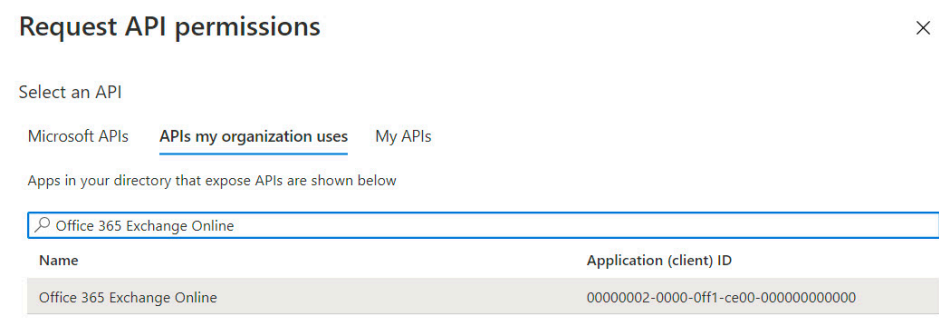 Request API permissions
Select an API
Microsoft APIs APIs my organization uses My APIs
Apps in your directory that expose APIs are shown below
Office 365 Exchange Online
Name Application (client) ID
Office 365 Exchange Online 00000002-0000-0ff1-ce00-000000000000